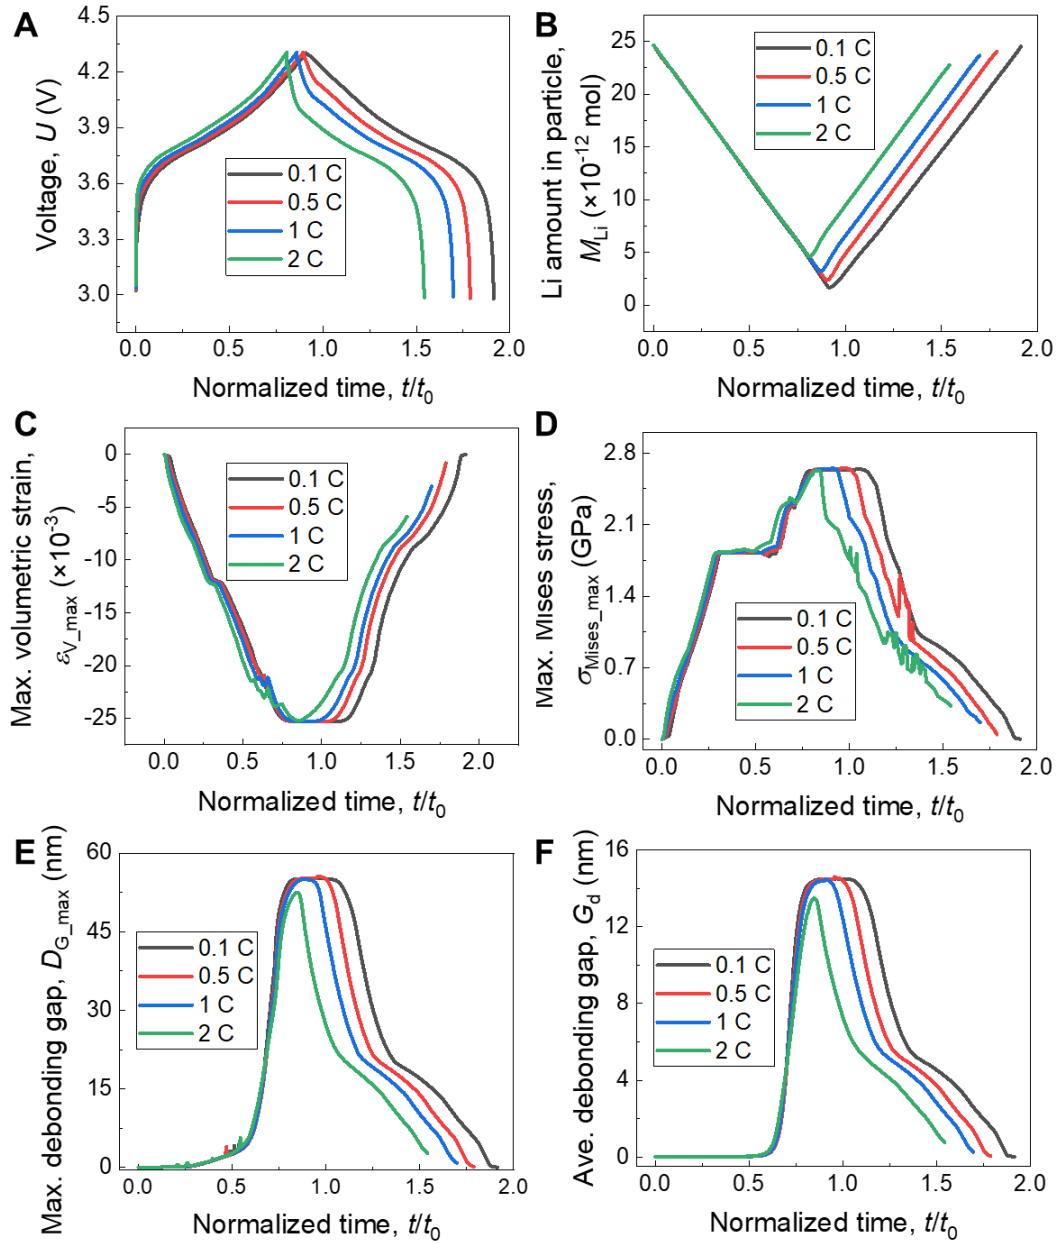 A
Voltage, U (V)
4.5
4.2
3.9
3.6
3.3
3.0
0.1 C
0.5 C
1 C
2 C
0.0 0.5 1.0 1.5 2.0
Normalized time, t/t0
B
Li amount in particle,
MLi (×10-12 mol)
25
20
15
10
5
0
0.1 C
0.5 C
1 C
2 C
0.0 0.5 1.0 1.5 2.0
Normalized time, t/t0
C
Max. volumetric strain,
εV_max (×10-3)
0
-5
-10
-15
-20
-25
0.1 C
0.5 C
1 C
2 C
0.0 0.5 1.0 1.5 2.0
Normalized time, t/t0
D
Max. Mises stress,
σMises_max (GPa)
2.8
2.1
1.4
0.7
0.0
0.1 C
0.5 C
1 C
2 C
0.0 0.5 1.0 1.5 2.0
Normalized time, t/t0
E
Max. debonding gap, DG_max (nm)
60
45
30
15
0
0.1 C
0.5 C
1 C
2 C
0.0 0.5 1.0 1.5 2.0
Normalized time, t/t0
F
Ave. debonding gap, Gd (nm)
16
12
8
4
0
0.1 C
0.5 C
1 C
2 C
0.0 0.5 1.0 1.5 2.0
Normalized time, t/t0